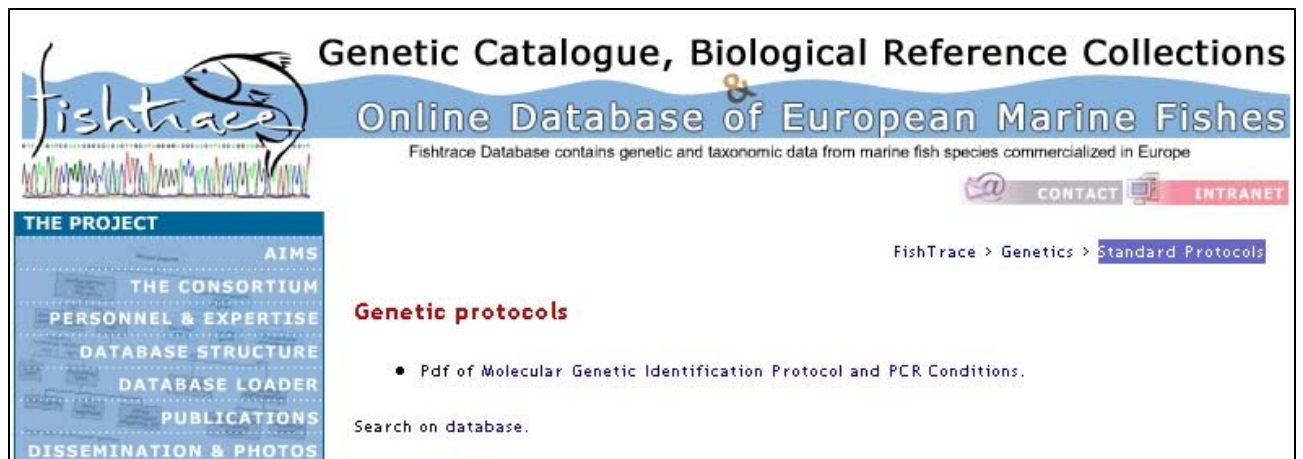 fishtrace
Genetic Catalogue, Biological Reference Collections
&
Online Database of European Marine Fishes
Fishtrace Database contains genetic and taxonomic data from marine fish species commercialized in Europe
CONTACT INTRANET
THE PROJECT
AIMS
THE CONSORTIUM
PERSONNEL & EXPERTISE
DATABASE STRUCTURE
DATABASE LOADER
PUBLICATIONS
DISSEMINATION & PHOTOS
FishTrace > Genetics > Standard Protocols
Genetic protocols
• Pdf of Molecular Genetic Identification Protocol and PCR Conditions.
Search on database.